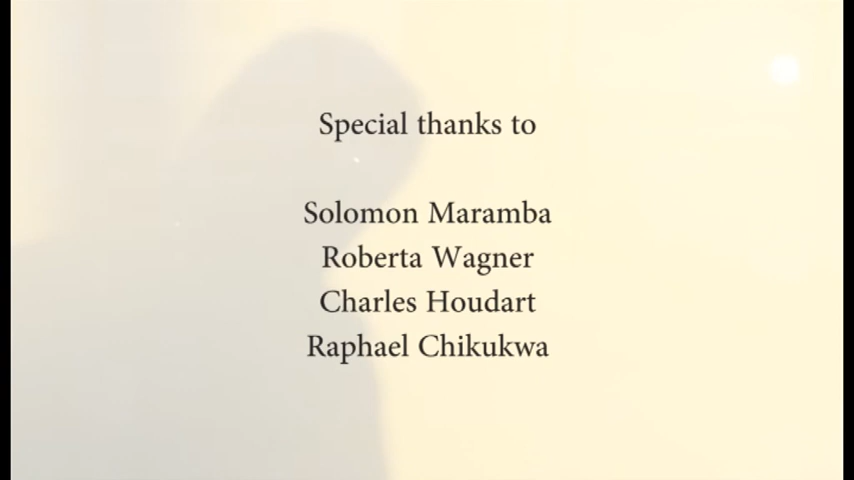 Special thanks to
Solomon Maramba
Roberta Wagner
Charles Houdart
Raphael Chikukwa